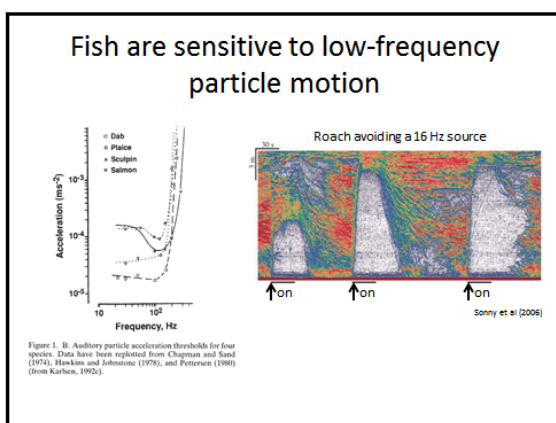 Fish are sensitive to low-frequency
particle motion
Dab
Plaice
Sculpin
Salmon
Acceleration (ms⁻²)
10⁻³
10⁻⁴
10⁻⁵
10
10²
10³
Frequency, Hz
Figure 1. B. Auditory particle acceleration thresholds for four
species. Data have been replotted from Chapman and Sand
(1974), Hawkins and Johnstone (1978), and Pettersen (1980)
(from Karlsen, 1992c).
Roach avoiding a 16 Hz source
on
on
on
Sonny et al (2006)